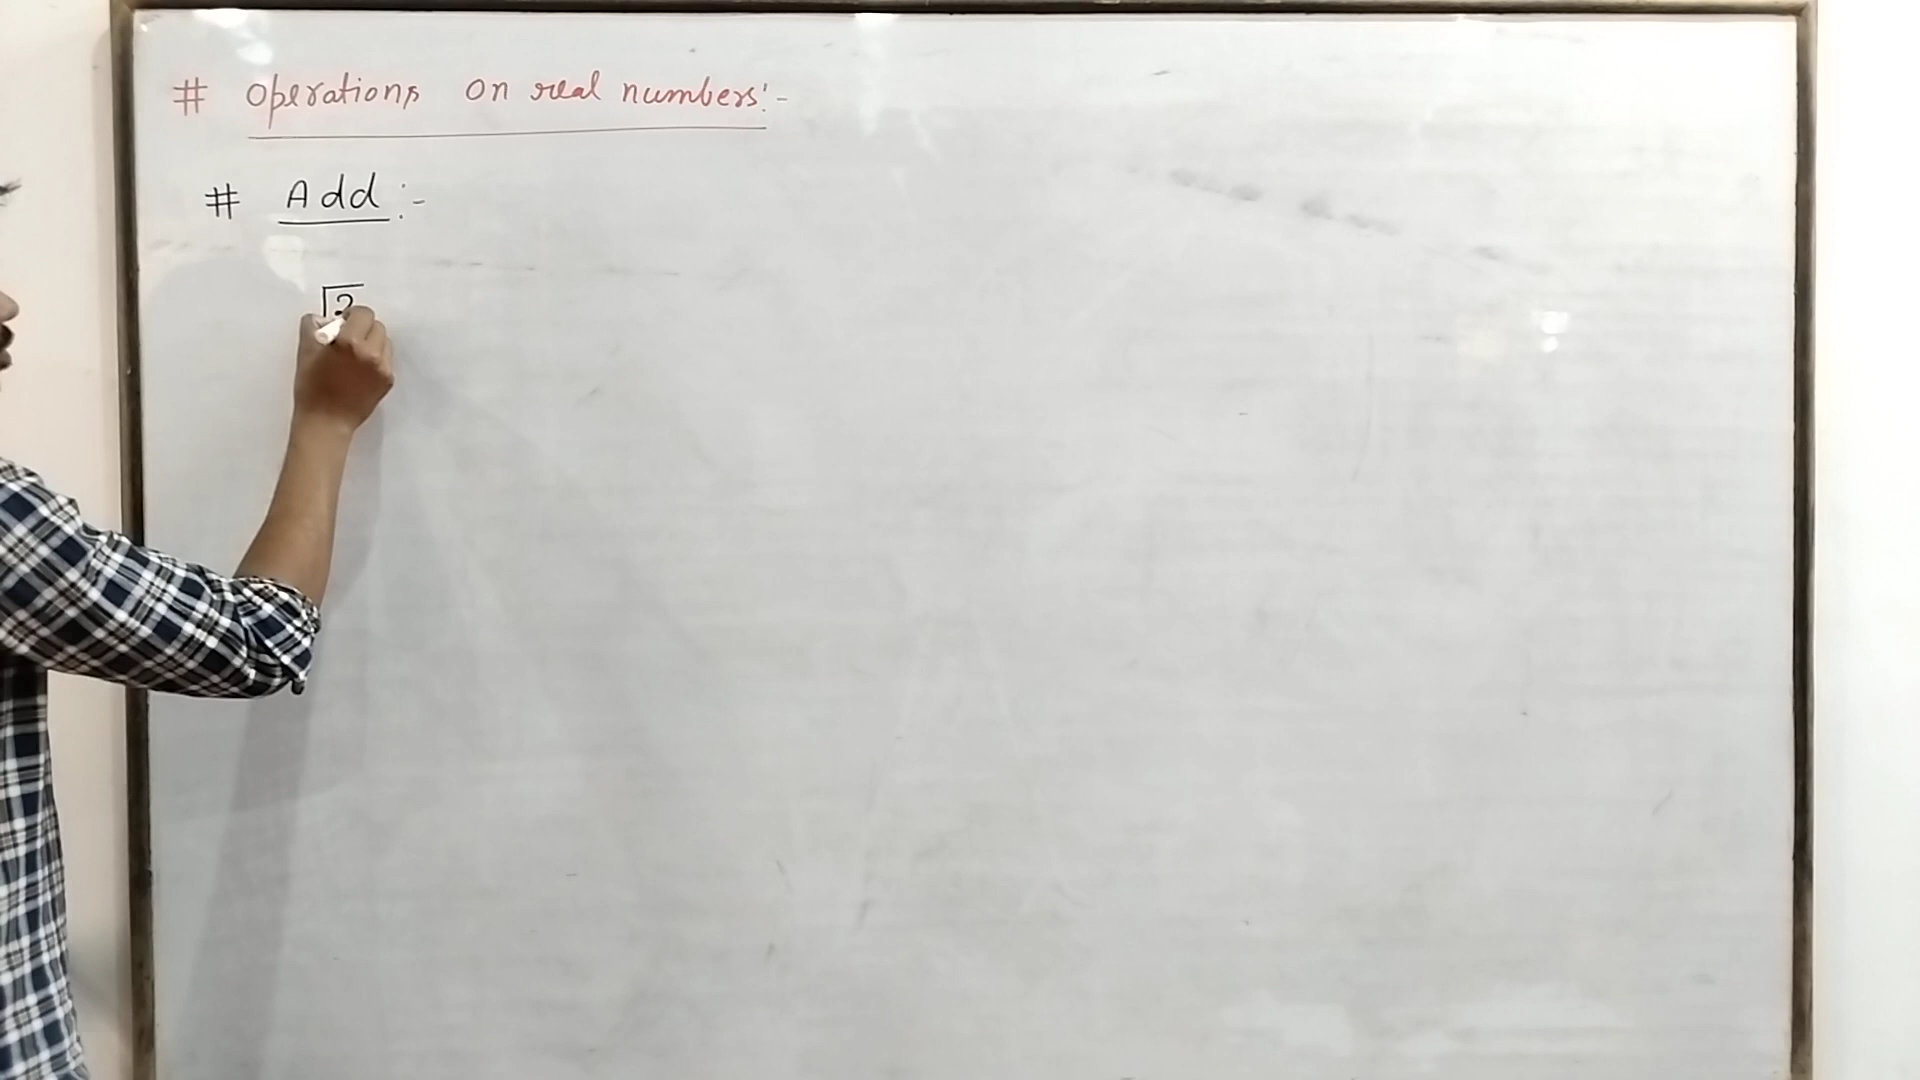 # Operations on real numbers:-
# Add:-
√2